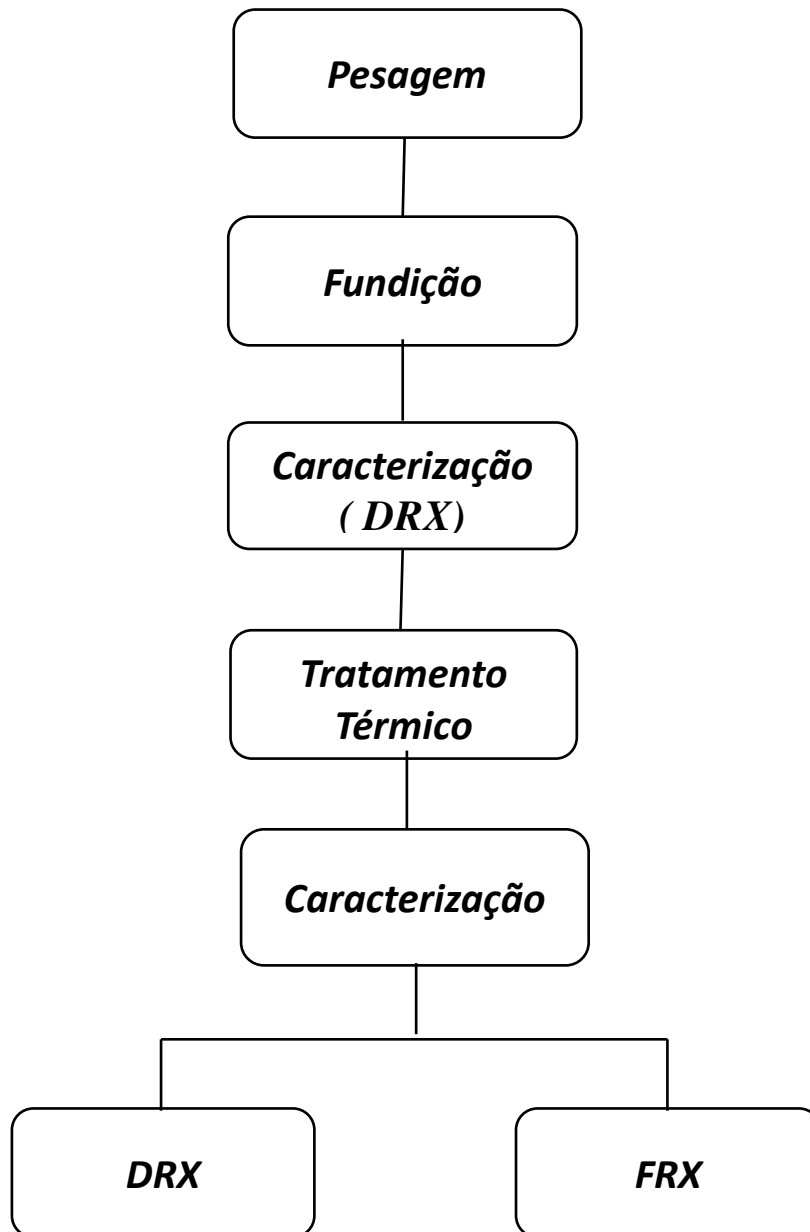 Pesagem
Fundição
Caracterização
( DRX)
Tratamento
Térmico
Caracterização
DRX
FRX